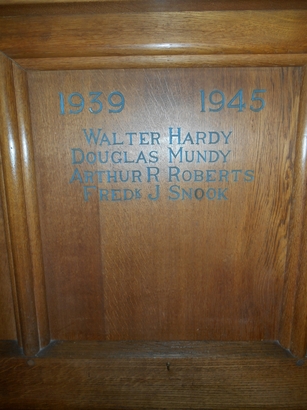 1939 1945
WALTER HARDY
DOUGLAS MUNDY
ARTHUR R ROBERTS
FREDK J SNOOK